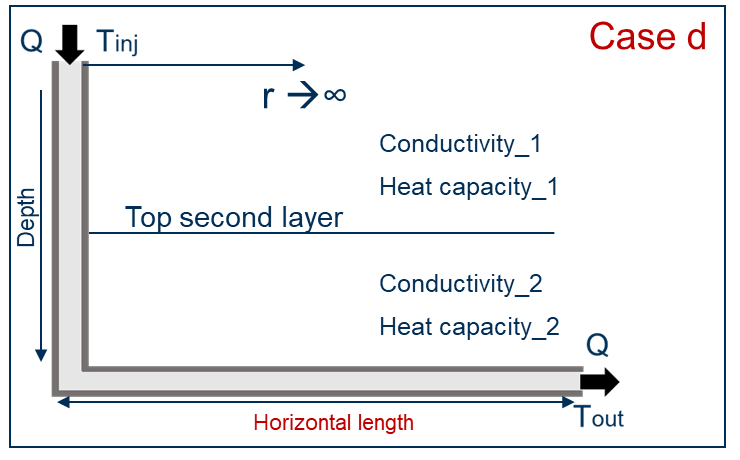 Case d
Q
Tinj
r → ∞
Conductivity_1
Heat capacity_1
Depth
Top second layer
Conductivity_2
Heat capacity_2
Q
Horizontal length
Tout